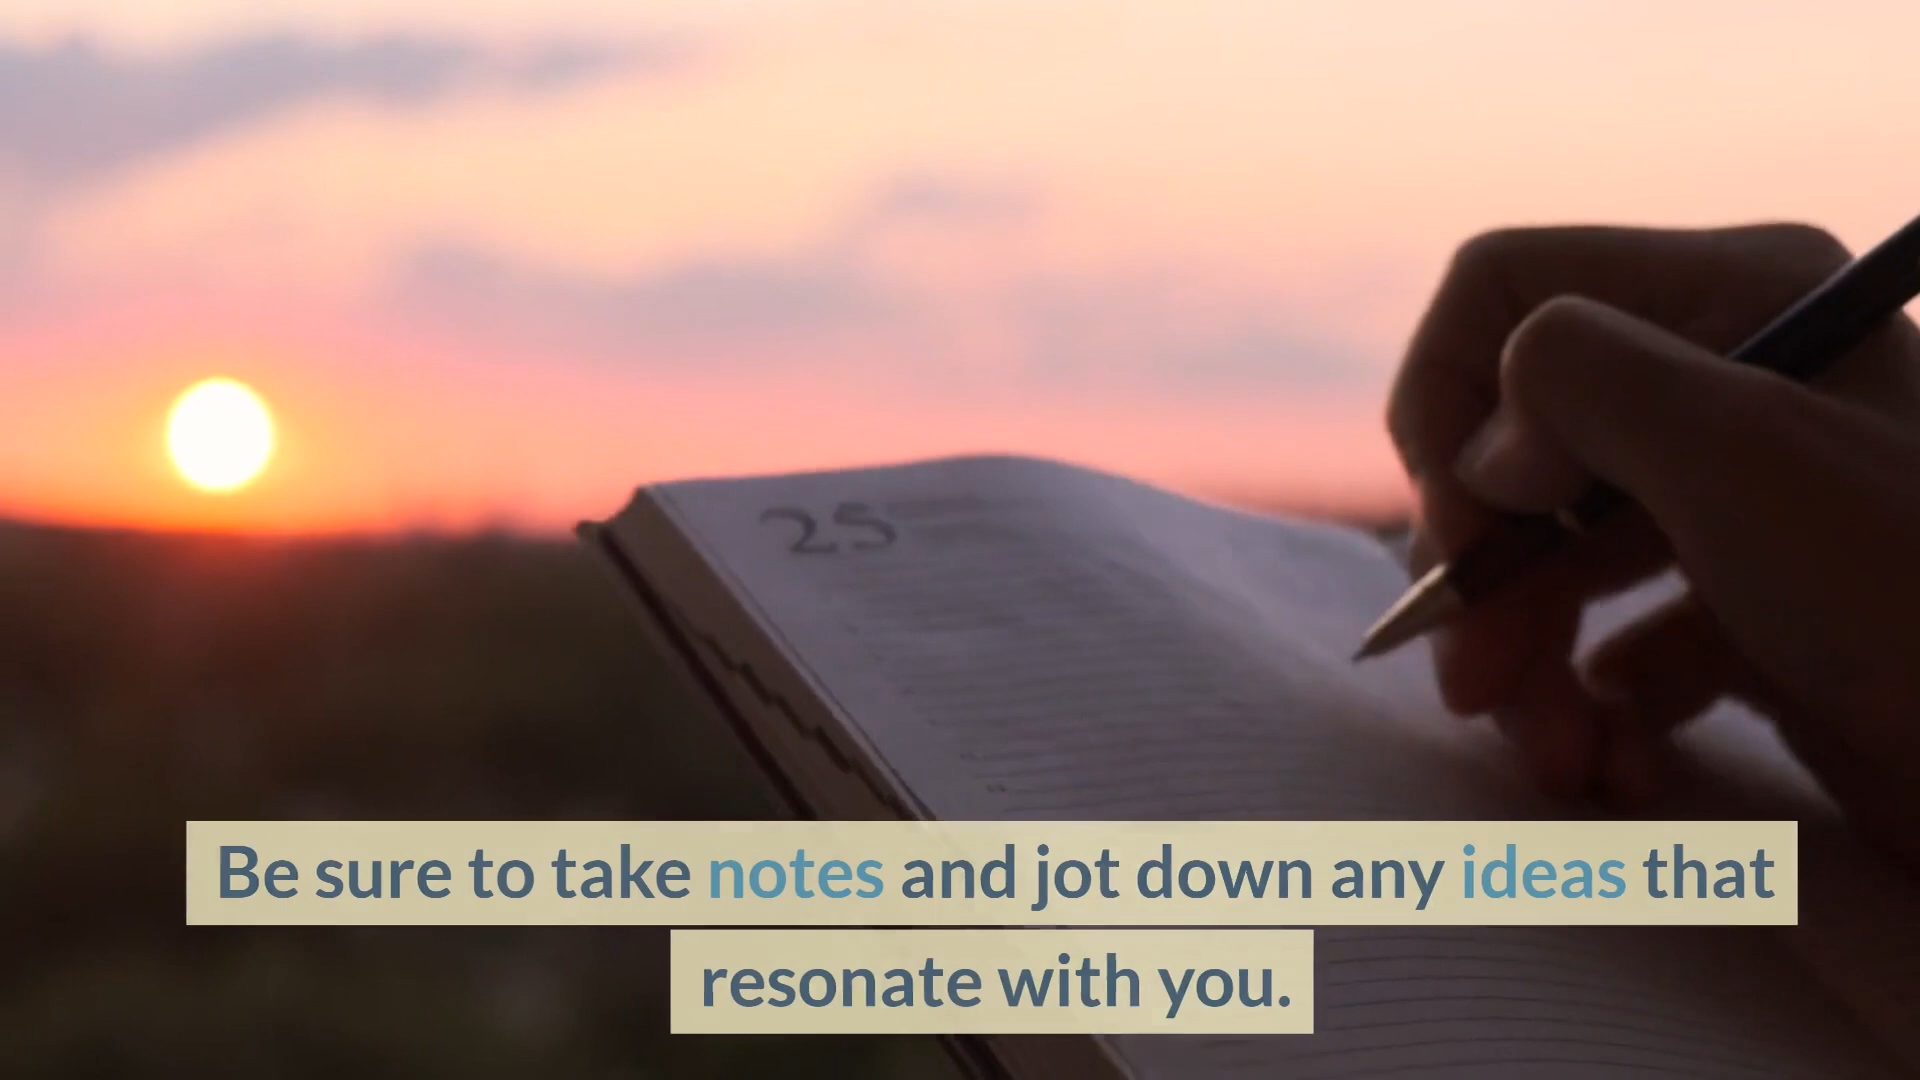 25
Be sure to take notes and jot down any ideas that
resonate with you.